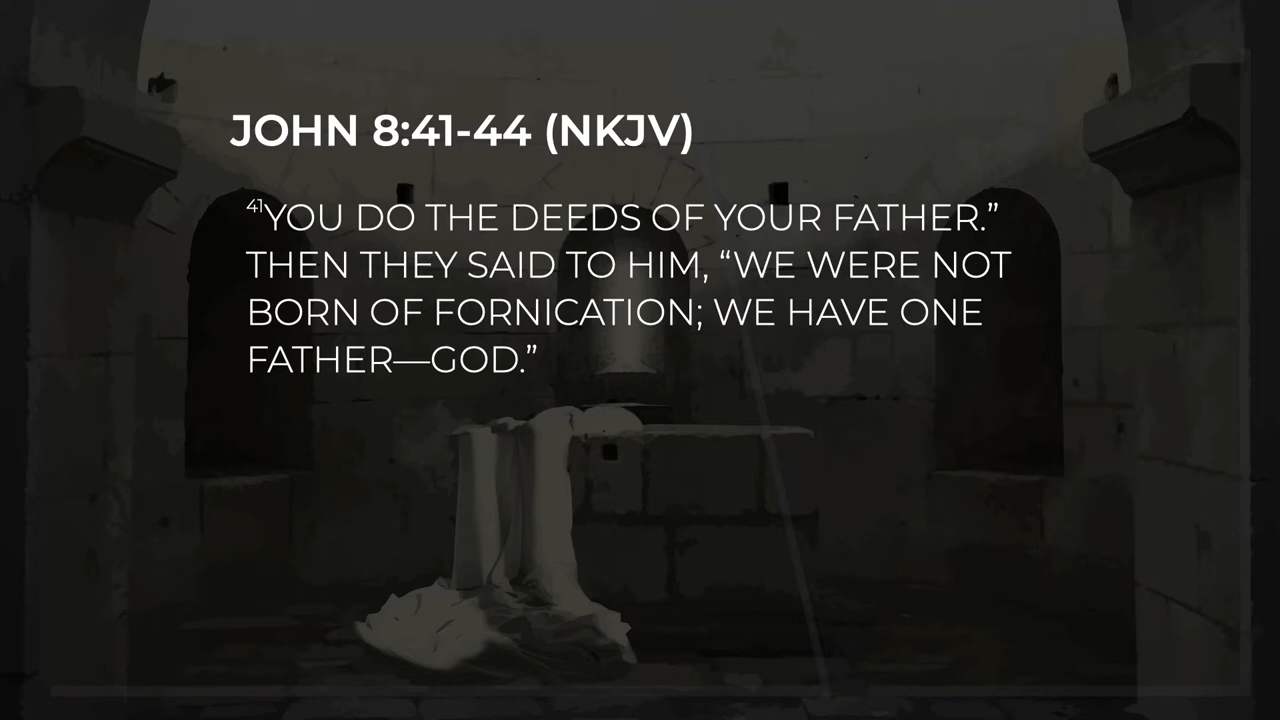 JOHN 8:41-44 (NKJV)
⁴¹YOU DO THE DEEDS OF YOUR FATHER.”
THEN THEY SAID TO HIM, “WE WERE NOT
BORN OF FORNICATION; WE HAVE ONE
FATHER—GOD.”